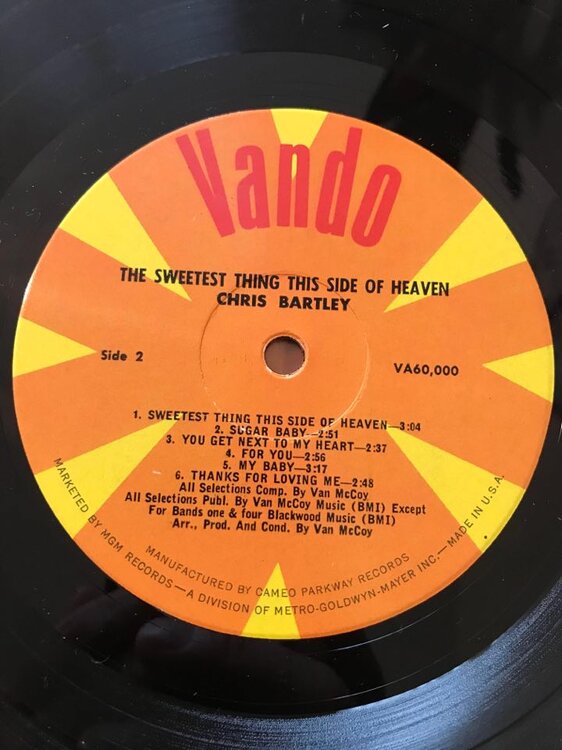 Vando
THE SWEETEST THING THIS SIDE OF HEAVEN
CHRIS BARTLEY
Side 2
VA60,000
1. SWEETEST THING THIS SIDE OF HEAVEN—3:04
2. SUGAR BABY—2:51
3. YOU GET NEXT TO MY HEART—2:37
4. FOR YOU—2:56
5. MY BABY—3:17
6. THANKS FOR LOVING ME—2:48
All Selections Comp. By Van McCoy
All Selections Publ. By Van McCoy Music (BMI) Except
For Bands one & four Blackwood Music (BMI)
Arr., Prod. And Cond. By Van McCoy
MANUFACTURED BY CAMEO PARKWAY RECORDS
MARKETED BY MGM RECORDS—A DIVISION OF METRO-GOLDWYN-MAYER INC.—MADE IN U.S.A.